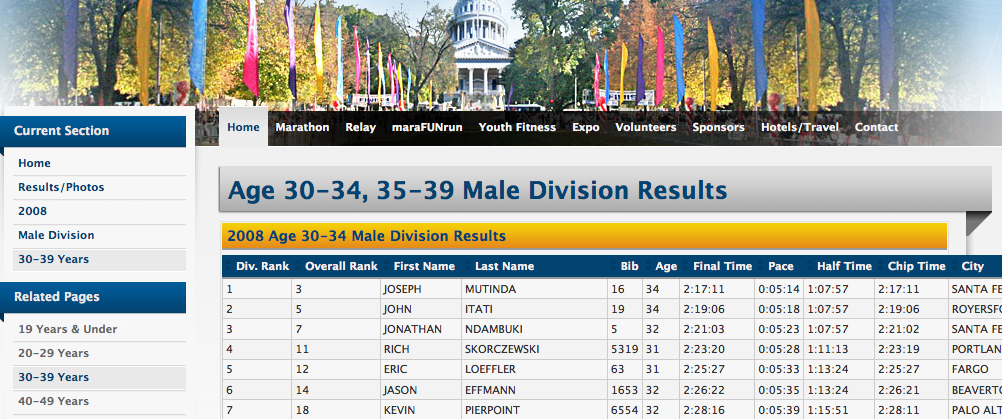 Current Section
Home
Results/Photos
2008
Male Division
30-39 Years
Related Pages
19 Years & Under
20-29 Years
30-39 Years
40-49 Years
Home Marathon Relay maraFUNrun Youth Fitness Expo Volunteers Sponsors Hotels/Travel Contact
Age 30-34, 35-39 Male Division Results
2008 Age 30-34 Male Division Results
Div. Rank Overall Rank First Name Last Name Bib Age Final Time Pace Half Time Chip Time City
1 3 JOSEPH MUTINDA 16 34 2:17:11 0:05:14 1:07:57 2:17:11 SANTA FE
2 5 JOHN ITATI 19 34 2:19:06 0:05:18 1:07:57 2:19:06 ROYERSF
3 7 JONATHAN NDAMBUKI 5 32 2:21:03 0:05:23 1:07:57 2:21:02 SANTA FE
4 11 RICH SKORCZEWSKI 5319 31 2:23:20 0:05:28 1:11:13 2:23:19 PORTLAN
5 12 ERIC LOEFFLER 63 31 2:25:27 0:05:33 1:13:24 2:25:27 FARGO
6 14 JASON EFFMANN 1653 32 2:26:22 0:05:35 1:13:24 2:26:21 BEAVERTO
7 18 KEVIN PIERPOINT 6554 32 2:28:16 0:05:39 1:15:51 2:28:11 PALO ALT